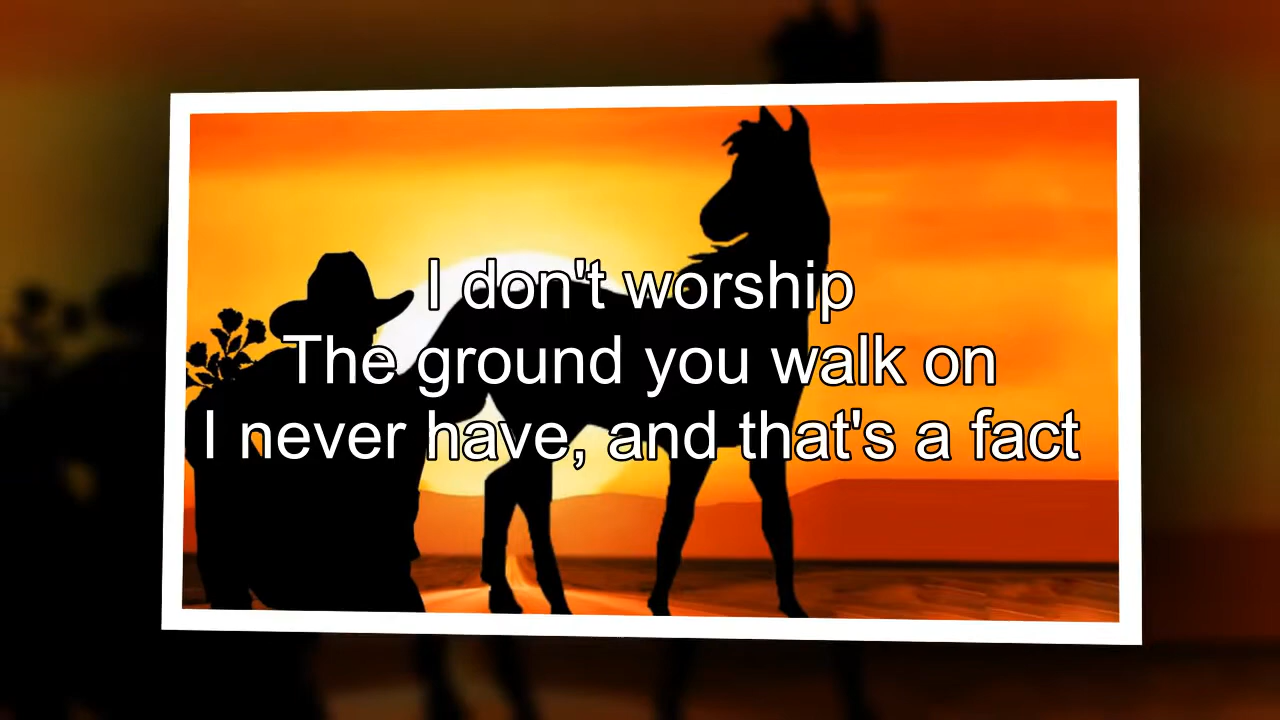 I don't worship
The ground you walk on
I never have, and that's a fact